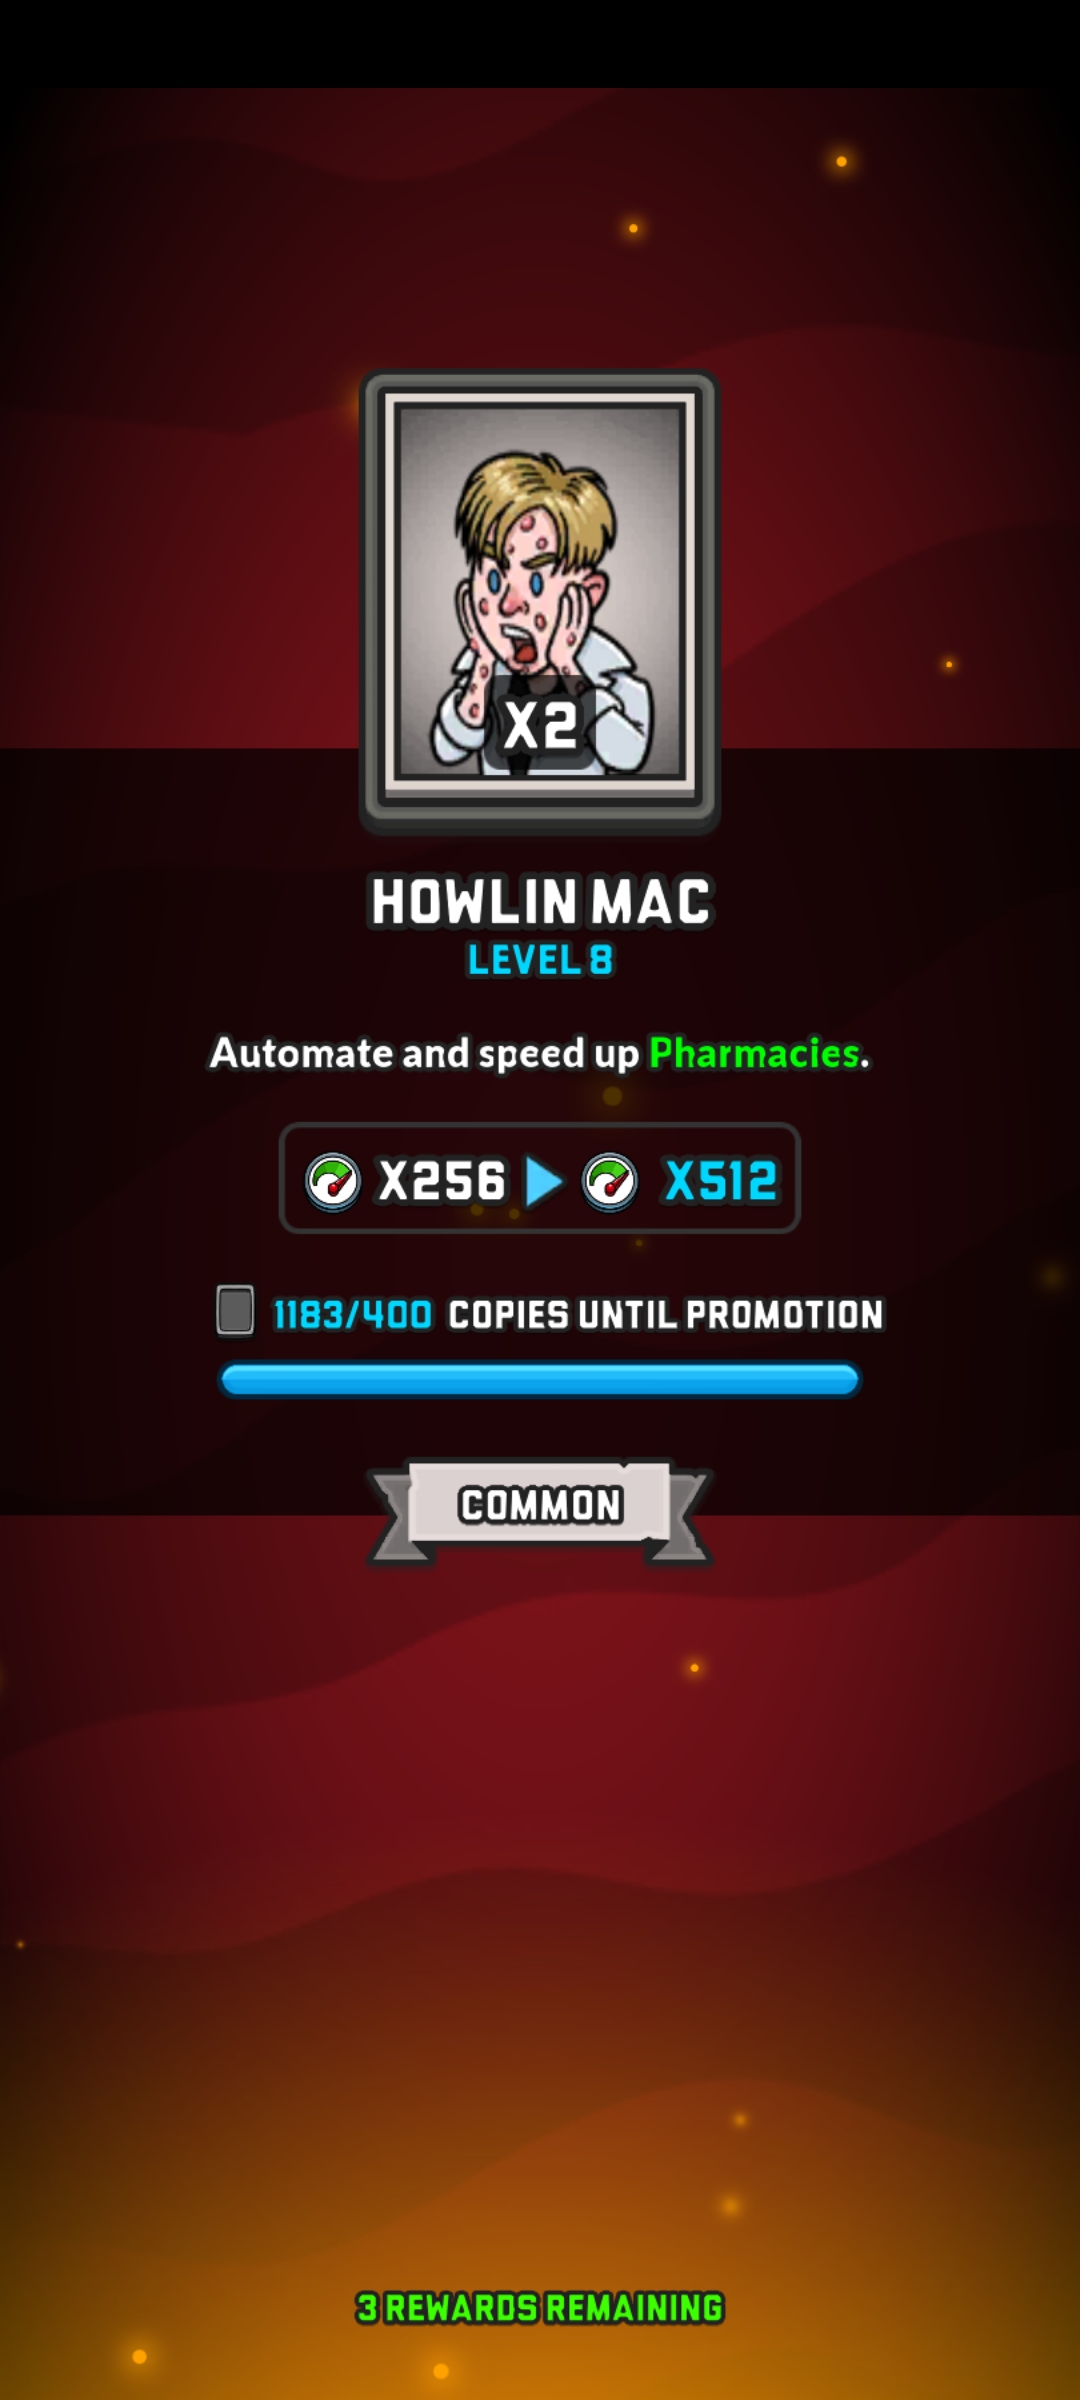 X2
HOWLIN MAC
LEVEL 8
Automate and speed up Pharmacies.
X256 X512
1183/400 COPIES UNTIL PROMOTION
COMMON
3 REWARDS REMAINING